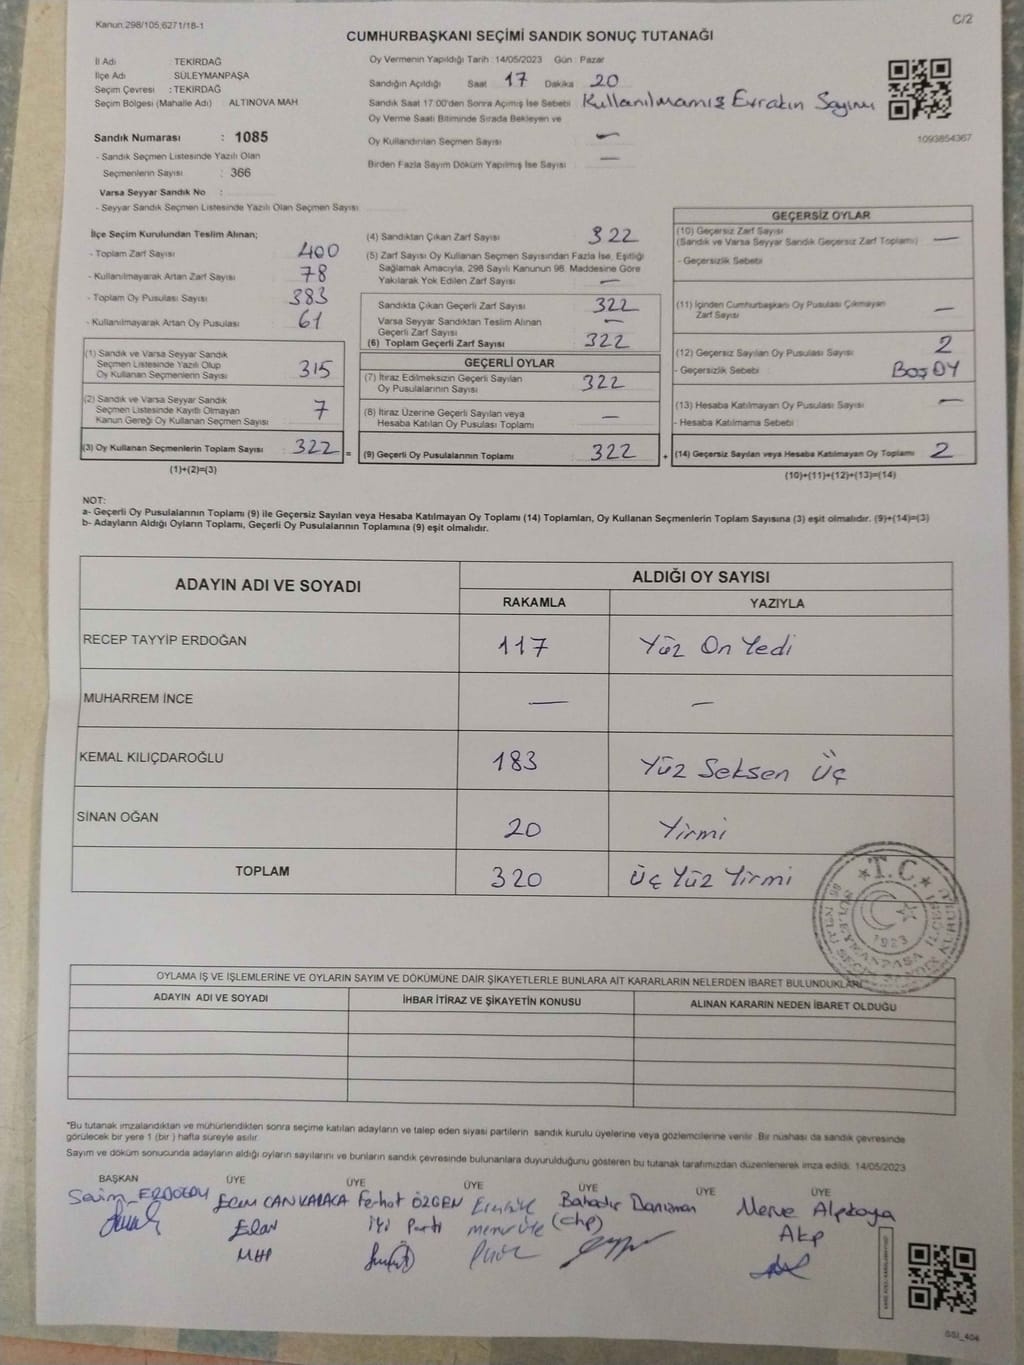 Kanun:298/105,6271/18-1
C/2
CUMHURBAŞKANI SEÇİMİ SANDIK SONUÇ TUTANAĞI
İl Adı : TEKİRDAĞ
İlçe Adı : SÜLEYMANPAŞA
Seçim Çevresi : TEKİRDAĞ
Seçim Bölgesi (Mahalle Adı) ALTINOVA MAH
Oy Vermenin Yapıldığı Tarih :14/05/2023 Gün : Pazar
Sandığın Açıldığı Saat 17 Dakika 20
Sandık Saat 17:00'den Sonra Açımış İse Sebebi Kullanılmamış Evrakın Sayımı
Oy Verme Saati Bitiminde Sırada Bekleyen ve
Oy Kullandırılan Seçmen Sayısı : —
Birden Fazla Sayım Döküm Yapılmış İse Sayısı : —
1093854367
Sandık Numarası : 1085
- Sandık Seçmen Listesinde Yazılı Olan
Seçmenlerin Sayısı : 366
Varsa Seyyar Sandık No :
- Seyyar Sandık Seçmen Listesinde Yazılı Olan Seçmen Sayısı
İlçe Seçim Kurulundan Teslim Alınan;
- Toplam Zarf Sayısı : 400
- Kullanılmayarak Artan Zarf Sayısı : 78
- Toplam Oy Pusulası Sayısı : 383
- Kullanılmayarak Artan Oy Pusulası : 61
(1) Sandık ve Varsa Seyyar Sandık
Seçmen Listesinde Yazılı Olup
Oy Kullanan Seçmenlerin Sayısı : 315
(2) Sandık ve Varsa Seyyar Sandık
Seçmen Listesinde Kayıtlı Olmayan
Kanun Gereği Oy Kullanan Seçmen Sayısı : 7
(3) Oy Kullanan Seçmenlerin Toplam Sayısı : 322 =
(1)+(2)=(3)
(4) Sandıktan Çıkan Zarf Sayısı : 322
(5) Zarf Sayısı Oy Kullanan Seçmen Sayısından Fazla İse, Eşitliği
Sağlamak Amacıyla, 298 Sayılı Kanunun 98. Maddesine Göre
Yakılarak Yok Edilen Zarf Sayısı : —
Sandıkta Çıkan Geçerli Zarf Sayısı : 322
Varsa Seyyar Sandıktan Teslim Alınan
Geçerli Zarf Sayısı : —
(6) Toplam Geçerli Zarf Sayısı : 322
GEÇERLİ OYLAR
(7) İtiraz Edilmeksizin Geçerli Sayılan
Oy Pusulalarının Sayısı : 322
(8) İtiraz Üzerine Geçerli Sayılan veya
Hesaba Katılan Oy Pusulası Toplamı : —
(9) Geçerli Oy Pusulalarının Toplamı : 322 +
GEÇERSİZ OYLAR
(10) Geçersiz Zarf Sayısı
(Sandık ve Varsa Seyyar Sandık Geçersiz Zarf Toplamı) : —
- Geçersizlik Sebebi
(11) İçinden Cumhurbaşkanı Oy Pusulası Çıkmayan
Zarf Sayısı : —
(12) Geçersiz Sayılan Oy Pusulası Sayısı : 2
- Geçersizlik Sebebi : BOŞ OY
(13) Hesaba Katılmayan Oy Pusulası Sayısı : —
- Hesaba Katılmama Sebebi
(14) Geçersiz Sayılan veya Hesaba Katılmayan Oy Toplamı : 2
(10)+(11)+(12)+(13)=(14)
NOT:
a- Geçerli Oy Pusulalarının Toplamı (9) ile Geçersiz Sayılan veya Hesaba Katılmayan Oy Toplamı (14) Toplamları, Oy Kullanan Seçmenlerin Toplam Sayısına (3) eşit olmalıdır. (9)+(14)=(3)
b- Adayların Aldığı Oyların Toplamı, Geçerli Oy Pusulalarının Toplamına (9) eşit olmalıdır.
ADAYIN ADI VE SOYADI
ALDIĞI OY SAYISI
RAKAMLA
YAZIYLA
RECEP TAYYİP ERDOĞAN 117 Yüz On Yedi
MUHARREM İNCE — —
KEMAL KILIÇDAROĞLU 183 Yüz Seksen Üç
SİNAN OĞAN 20 Yirmi
TOPLAM 320 Üç Yüz Yirmi
T.C.
1923
OYLAMA İŞ VE İŞLEMLERİNE VE OYLARIN SAYIM VE DÖKÜMÜNE DAİR ŞİKAYETLERLE BUNLARA AİT KARARLARIN NELERDEN İBARET BULUNDUKLARI
ADAYIN ADI VE SOYADI
İHBAR İTİRAZ VE ŞİKAYETİN KONUSU
ALINAN KARARIN NEDEN İBARET OLDUĞU
*Bu tutanak imzalandıktan ve mühürlendikten sonra seçime katılan adayların ve talep eden siyasi partilerin sandık kurulu üyelerine veya gözlemcilerine verilir. Bir nüshası da sandık çevresinde
görülecek bir yere 1 (bir ) hafta süreyle asılır.
Sayım ve döküm sonucunda adayların aldığı oyların sayılarını ve bunların sandık çevresinde bulunanlara duyurulduğunu gösteren bu tutanak tarafımızdan düzenlenerek imza edildi. 14/05/2023
BAŞKAN ÜYE ÜYE ÜYE ÜYE ÜYE ÜYE
Ecem CANKARACA Ferhat ÖZGEN Bahadır Danışman Merve Alpkaya
İYİ Parti memur üye (chp) Akp
MHP